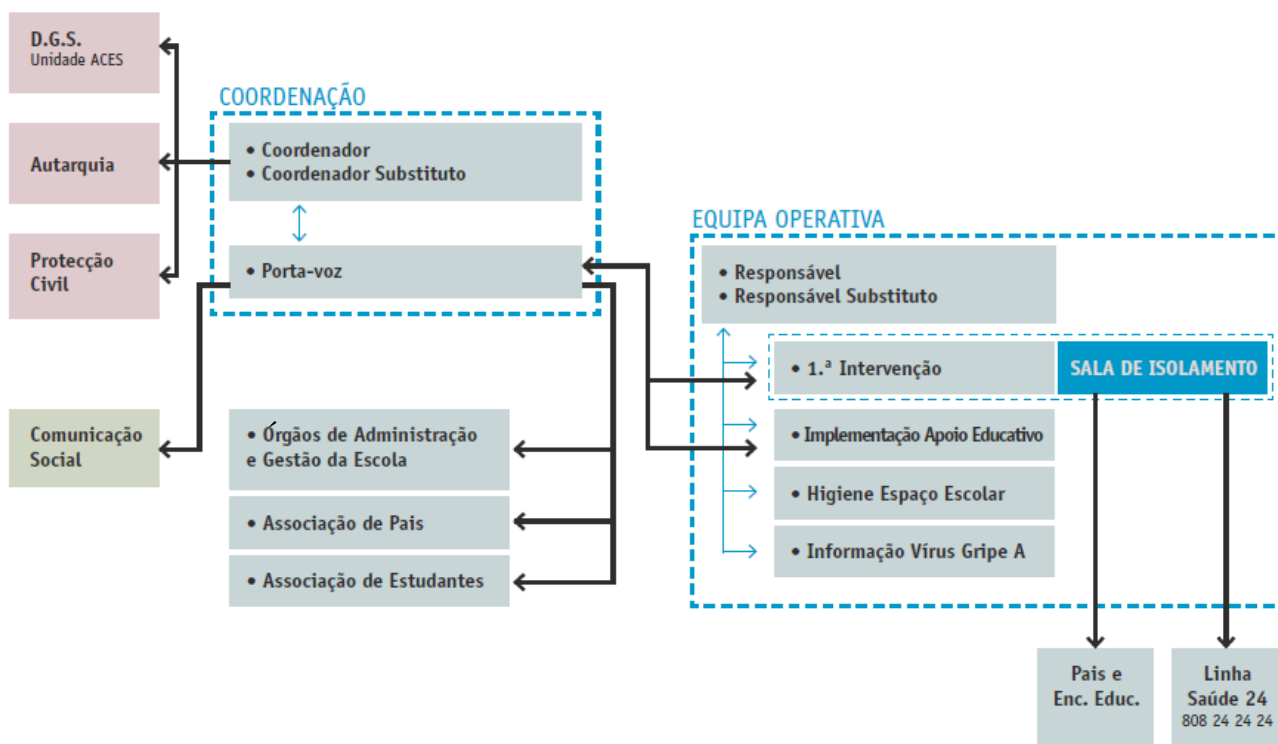 D.G.S.
Unidade ACES
Autarquia
Protecção
Civil
Comunicação
Social
COORDENAÇÃO
• Coordenador
• Coordenador Substituto
• Porta-voz
• Órgãos de Administração
e Gestão da Escola
• Associação de Pais
• Associação de Estudantes
EQUIPA OPERATIVA
• Responsável
• Responsável Substituto
• 1.ª Intervenção
SALA DE ISOLAMENTO
• Implementação Apoio Educativo
• Higiene Espaço Escolar
• Informação Vírus Gripe A
Pais e
Enc. Educ.
Linha
Saúde 24
808 24 24 24